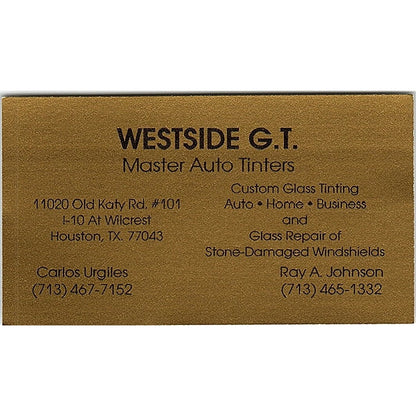 WESTSIDE G.T.
Master Auto Tinters
11020 Old Katy Rd. #101
I-10 At Wilcrest
Houston, TX. 77043
Custom Glass Tinting
Auto • Home • Business
and
Glass Repair of
Stone-Damaged Windshields
Carlos Urgiles
(713) 467-7152
Ray A. Johnson
(713) 465-1332